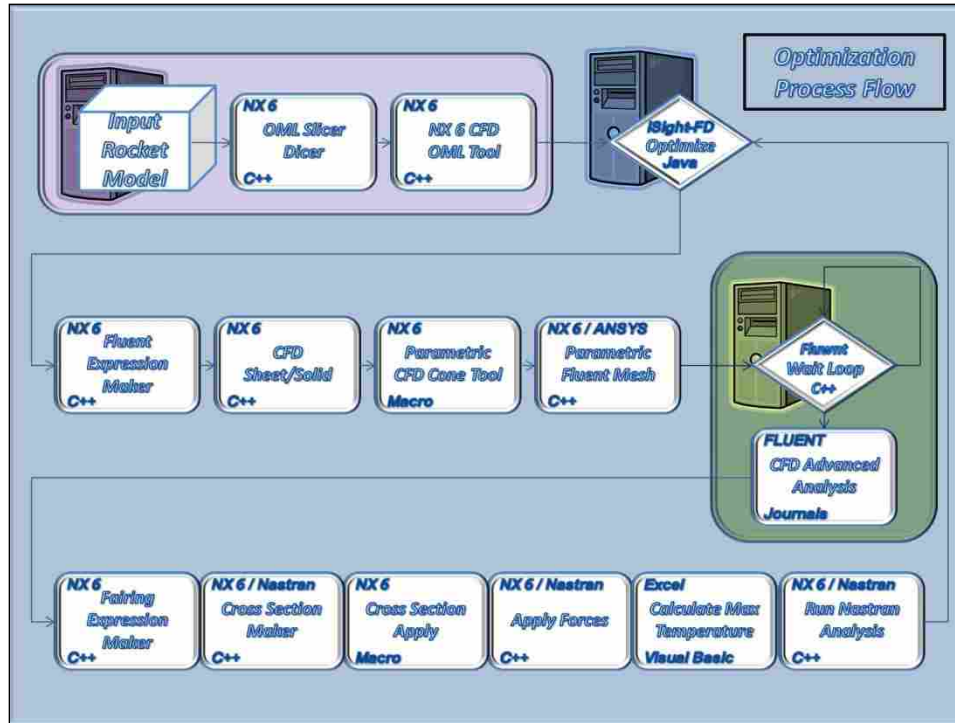 Optimization
Process Flow
Input
Rocket
Model
NX 6
OML Slicer
Dicer
C++
NX 6
NX 6 CFD
OML Tool
C++
iSight-FD
Optimize
Java
NX 6
Fluent
Expression
Maker
C++
NX 6
CFD
Sheet/Solid
C++
NX 6
Parametric
CFD Cone Tool
Macro
NX 6 / ANSYS
Parametric
Fluent Mesh
C++
Fluwnt
Wait Loop
C++
FLUENT
CFD Advanced
Analysis
Journals
NX 6
Fairing
Expression
Maker
C++
NX 6 / Nastran
Cross Section
Maker
C++
NX 6
Cross Section
Apply
Macro
NX 6 / Nastran
Apply Forces
C++
Excel
Calculate Max
Temperature
Visual Basic
NX 6 / Nastran
Run Nastran
Analysis
C++